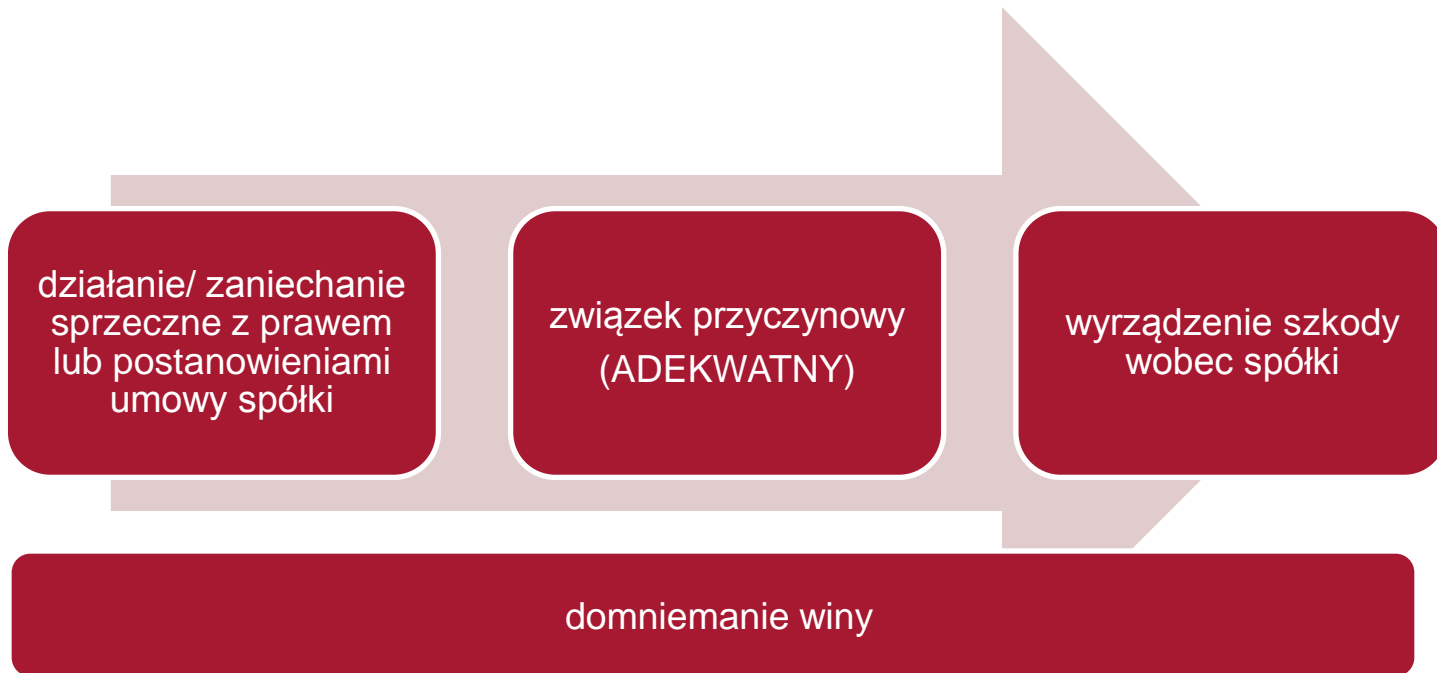 działanie/ zaniechanie
sprzeczne z prawem
lub postanowieniami
umowy spółki
związek przyczynowy
(ADEKWATNY)
wyrządzenie szkody
wobec spółki
domniemanie winy